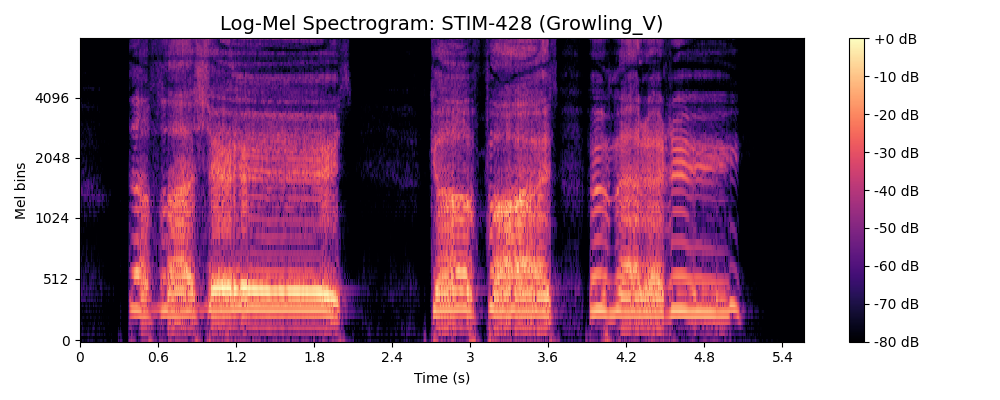 Log-Mel Spectrogram: STIM-428 (Growling_V)
Mel bins
4096
2048
1024
512
0
0 0.6 1.2 1.8 2.4 3 3.6 4.2 4.8 5.4
Time (s)
+0 dB
-10 dB
-20 dB
-30 dB
-40 dB
-50 dB
-60 dB
-70 dB
-80 dB